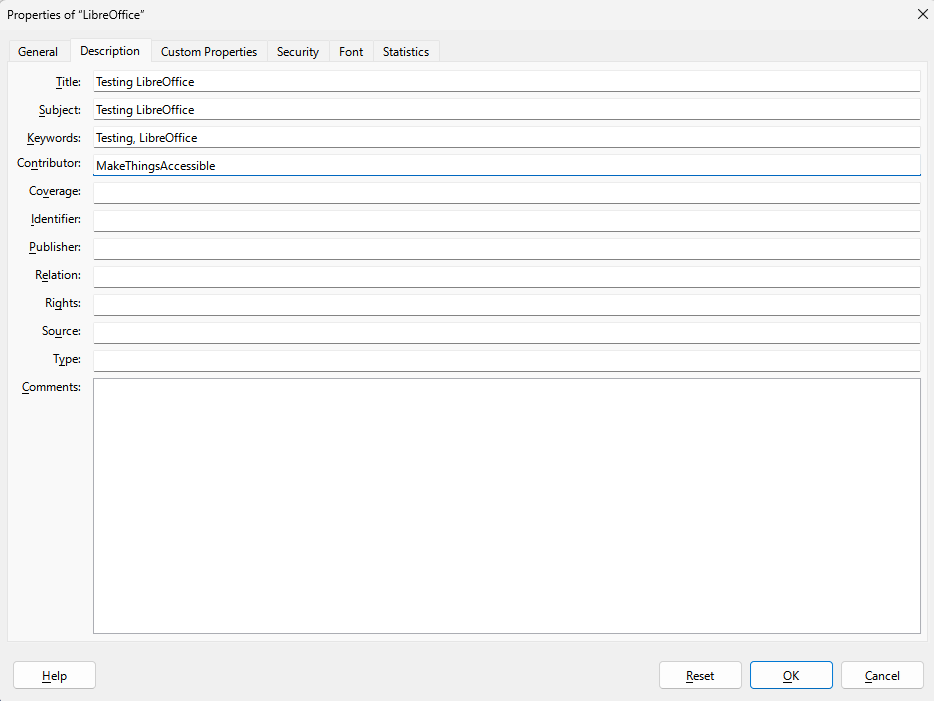 Properties of “LibreOffice”
General Description Custom Properties Security Font Statistics
Title: Testing LibreOffice
Subject: Testing LibreOffice
Keywords: Testing, LibreOffice
Contributor: MakeThingsAccessible
Coverage:
Identifier:
Publisher:
Relation:
Rights:
Source:
Type:
Comments:
Help Reset OK Cancel